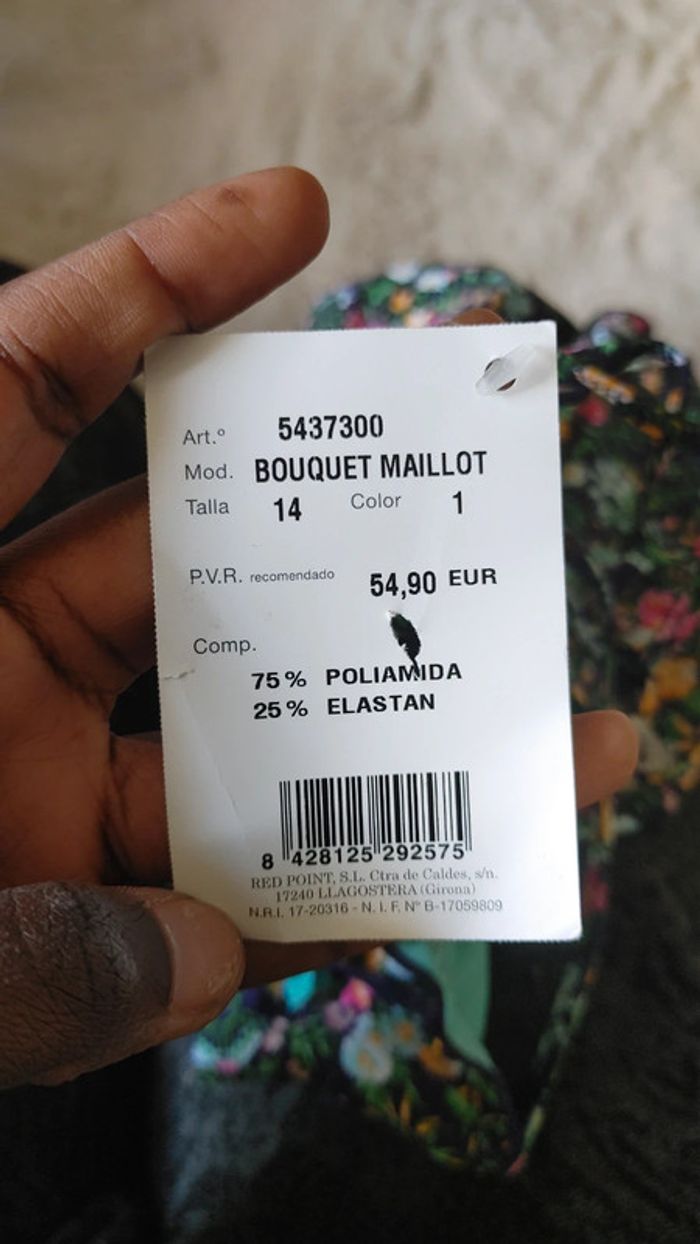 Art.º 5437300
Mod. BOUQUET MAILLOT
Talla 14 Color 1
P.V.R. recomendado 54,90 EUR
Comp.
75% POLIAMIDA
25% ELASTAN
8 428125 292575
RED POINT, S.L. Ctra de Caldes, s/n.
17240 LLAGOSTERA (Girona)
N.R.I. 17-20316 - N.I.F. Nº B-17059809